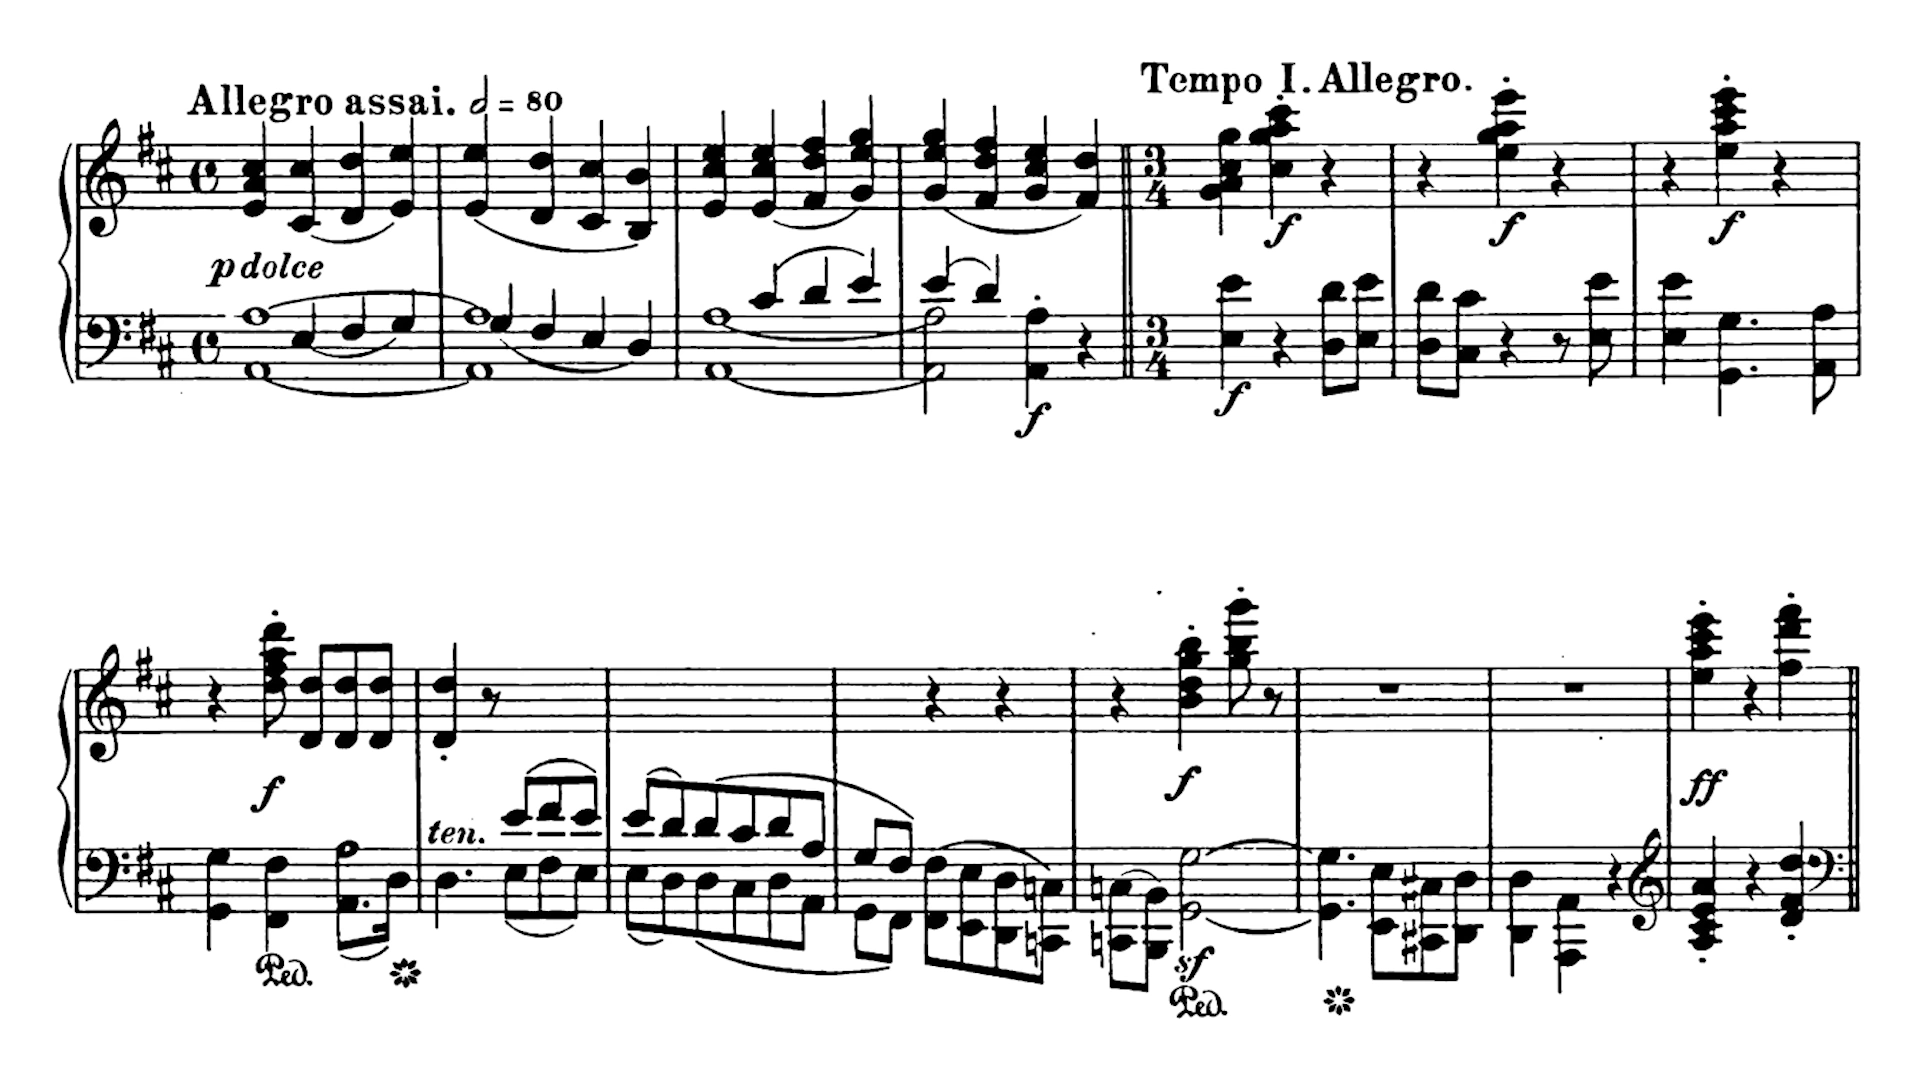 Allegro assai. 𝅗𝅥 = 80
Tempo I. Allegro.
p dolce
f f f
f f
f f ff
ten.
sf
Ped. Ped.